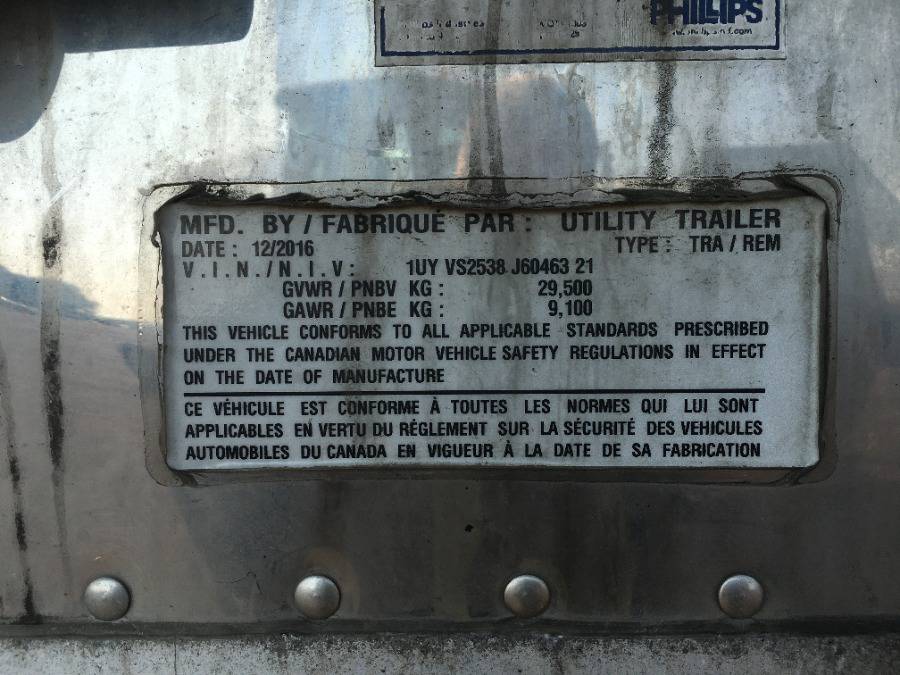 PHILLIPS
MFD. BY / FABRIQUÉ PAR : UTILITY TRAILER
DATE : 12/2016 TYPE : TRA / REM
V.I.N./N.I.V: 1UY VS2538 J60463 21
GVWR / PNBV KG : 29,500
GAWR / PNBE KG : 9,100
THIS VEHICLE CONFORMS TO ALL APPLICABLE STANDARDS PRESCRIBED
UNDER THE CANADIAN MOTOR VEHICLE SAFETY REGULATIONS IN EFFECT
ON THE DATE OF MANUFACTURE
CE VÉHICULE EST CONFORME À TOUTES LES NORMES QUI LUI SONT
APPLICABLES EN VERTU DU RÉGLEMENT SUR LA SÉCURITÉ DES VEHICULES
AUTOMOBILES DU CANADA EN VIGUEUR À LA DATE DE SA FABRICATION